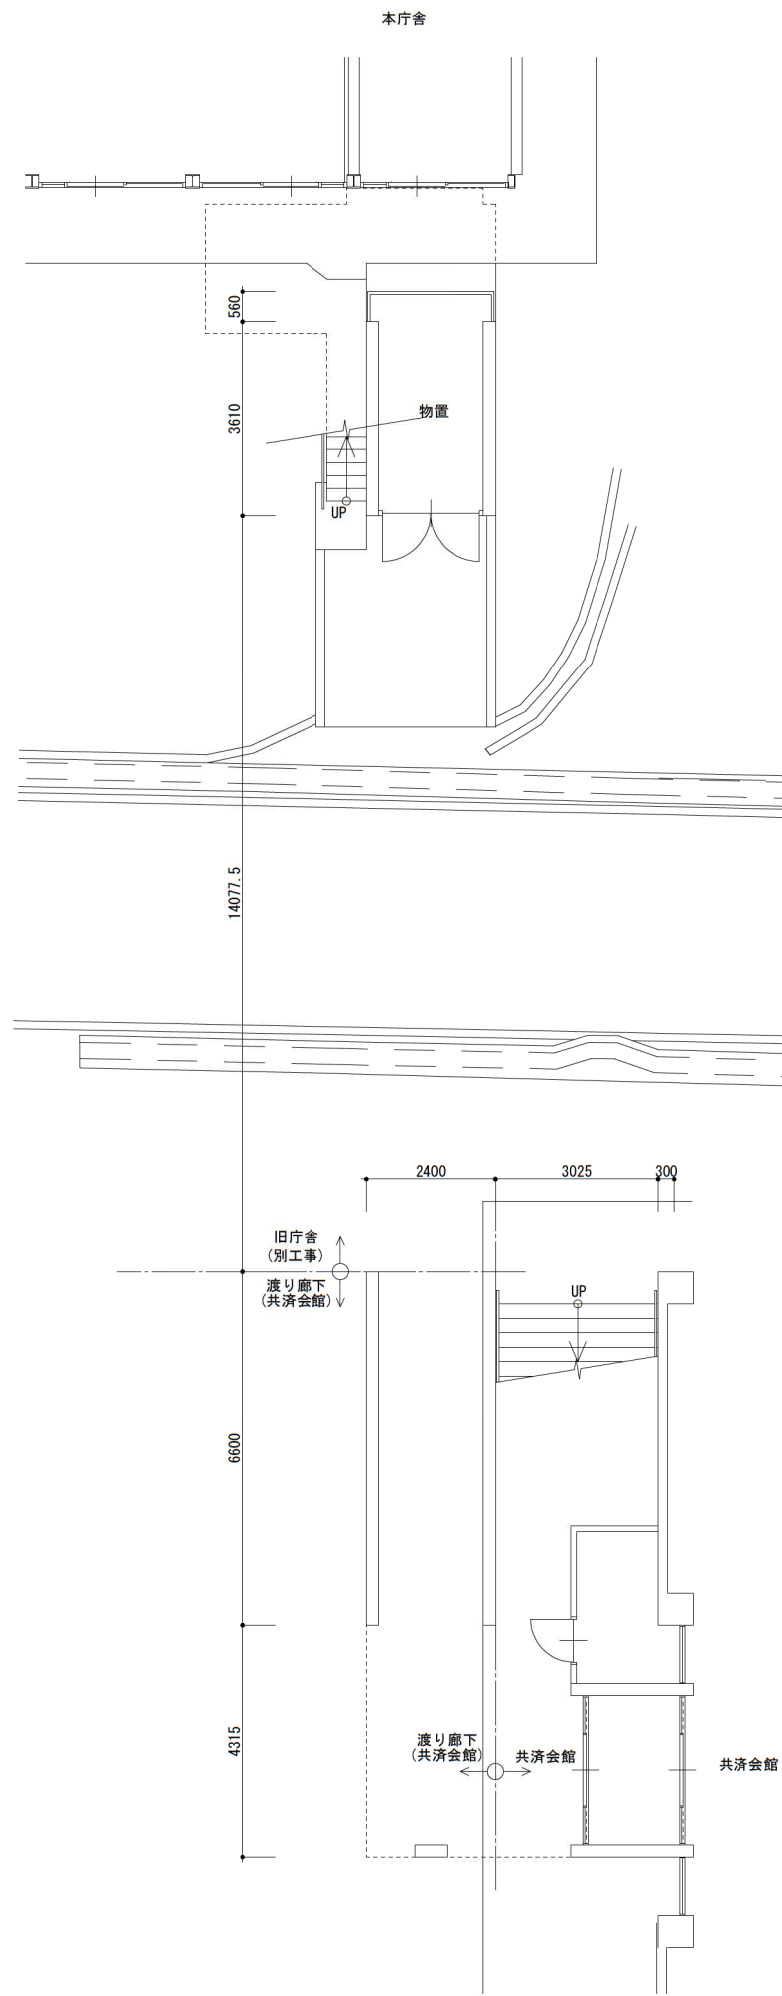 本庁舎
560
3610
物置
UP
14077.5
2400
3025
300
旧庁舎
(別工事)
渡り廊下
(共済会館)
UP
6600
4315
渡り廊下
(共済会館)
共済会館
共済会館